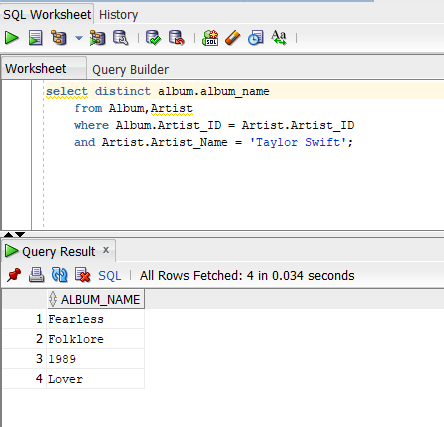 SQL Worksheet History
Worksheet Query Builder
select distinct album.album_name
from Album,Artist
where Album.Artist_ID = Artist.Artist_ID
and Artist.Artist_Name = 'Taylor Swift';
Query Result x
SQL | All Rows Fetched: 4 in 0.034 seconds
ALBUM_NAME
1 Fearless
2 Folklore
3 1989
4 Lover